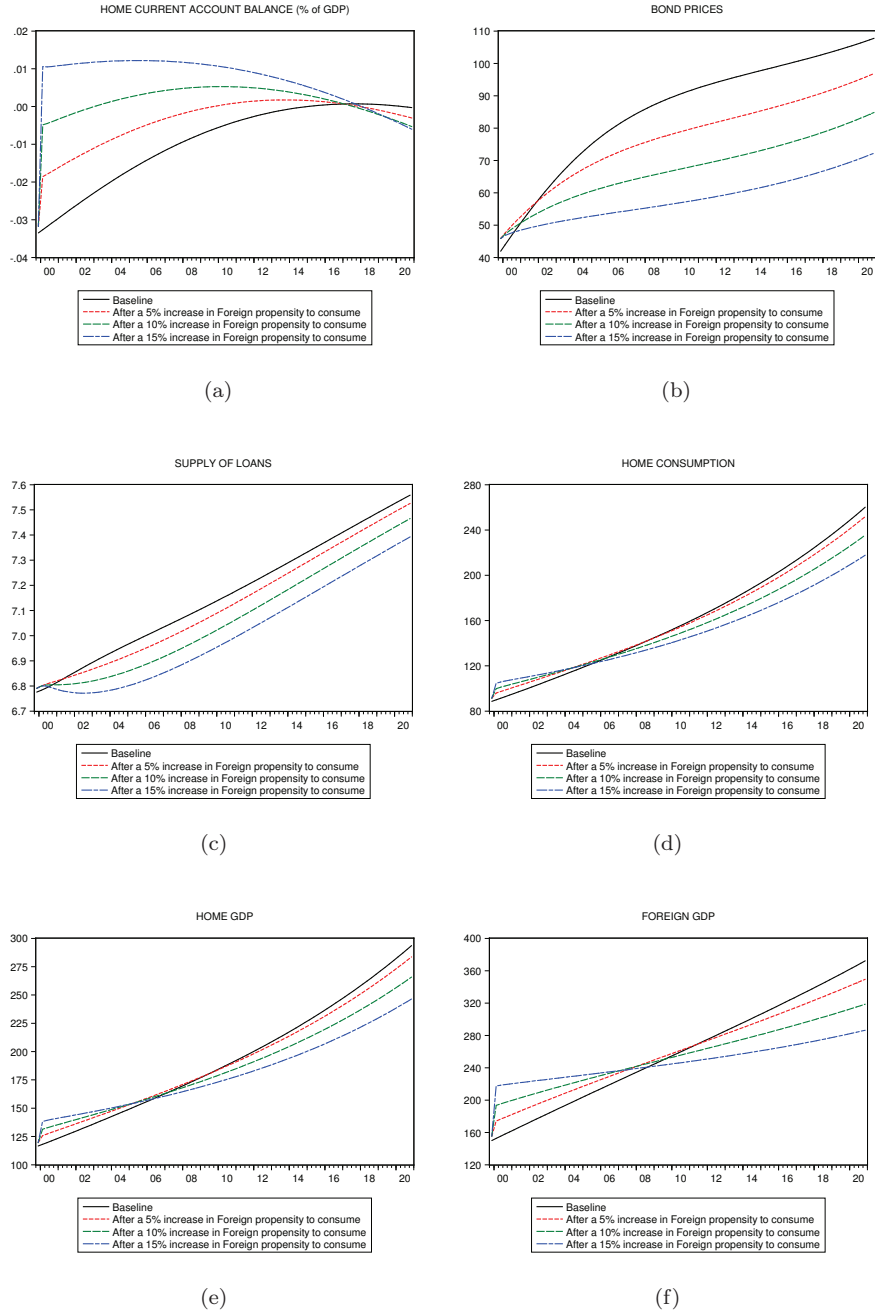 HOME CURRENT ACCOUNT BALANCE (% of GDP)
.02
.01
.00
-.01
-.02
-.03
-.04
00 02 04 06 08 10 12 14 16 18 20
Baseline
After a 5% increase in Foreign propensity to consume
After a 10% increase in Foreign propensity to consume
After a 15% increase in Foreign propensity to consume
(a)
BOND PRICES
110
100
90
80
70
60
50
40
00 02 04 06 08 10 12 14 16 18 20
Baseline
After a 5% increase in Foreign propensity to consume
After a 10% increase in Foreign propensity to consume
After a 15% increase in Foreign propensity to consume
(b)
SUPPLY OF LOANS
7.6
7.5
7.4
7.3
7.2
7.1
7.0
6.9
6.8
6.7
00 02 04 06 08 10 12 14 16 18 20
Baseline
After a 5% increase in Foreign propensity to consume
After a 10% increase in Foreign propensity to consume
After a 15% increase in Foreign propensity to consume
(c)
HOME CONSUMPTION
280
240
200
160
120
80
00 02 04 06 08 10 12 14 16 18 20
Baseline
After a 5% increase in Foreign propensity to consume
After a 10% increase in Foreign propensity to consume
After a 15% increase in Foreign propensity to consume
(d)
HOME GDP
300
275
250
225
200
175
150
125
100
00 02 04 06 08 10 12 14 16 18 20
Baseline
After a 5% increase in Foreign propensity to consume
After a 10% increase in Foreign propensity to consume
After a 15% increase in Foreign propensity to consume
(e)
FOREIGN GDP
400
360
320
280
240
200
160
120
00 02 04 06 08 10 12 14 16 18 20
Baseline
After a 5% increase in Foreign propensity to consume
After a 10% increase in Foreign propensity to consume
After a 15% increase in Foreign propensity to consume
(f)